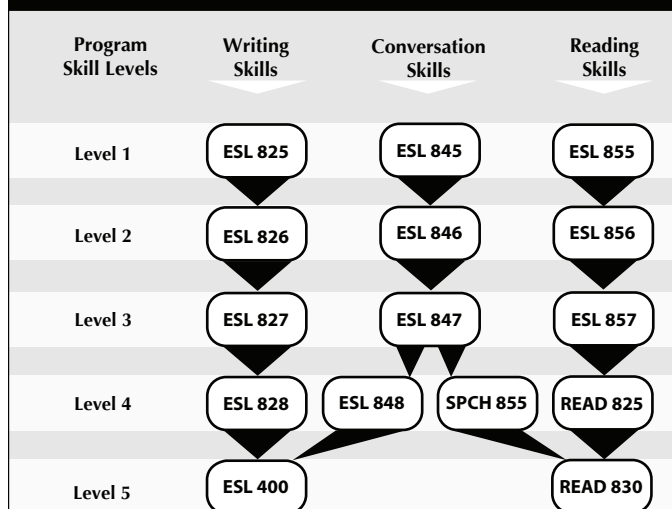 Program Skill Levels
Writing Skills
Conversation Skills
Reading Skills
Level 1
ESL 825
ESL 845
ESL 855
Level 2
ESL 826
ESL 846
ESL 856
Level 3
ESL 827
ESL 847
ESL 857
Level 4
ESL 828
ESL 848
SPCH 855
READ 825
Level 5
ESL 400
READ 830